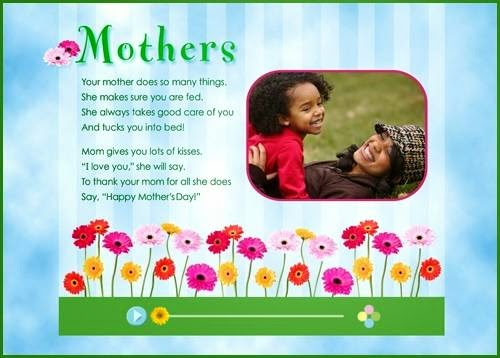 Mothers
Your mother does so many things.
She makes sure you are fed.
She always takes good care of you
And tucks you into bed!
Mom gives you lots of kisses.
“I love you,” she will say.
To thank your mom for all she does
Say, “Happy Mother's Day!”